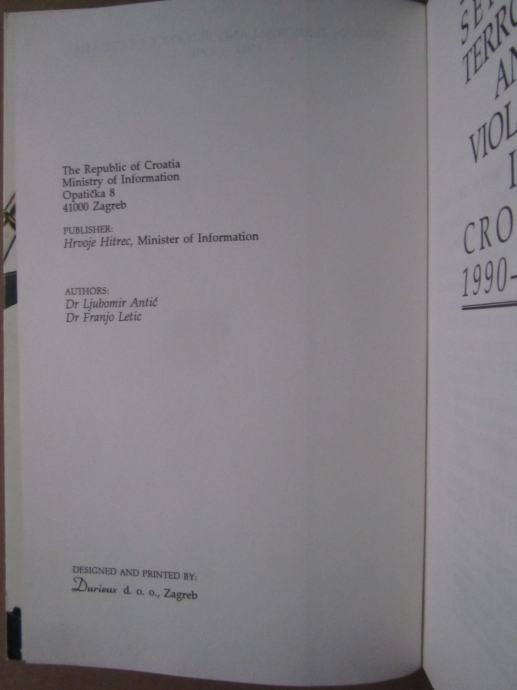 The Republic of Croatia
Ministry of Information
Opatička 8
41000 Zagreb
PUBLISHER:
Hrvoje Hitrec, Minister of Information
AUTHORS:
Dr Ljubomir Antić
Dr Franjo Letic
DESIGNED AND PRINTED BY:
Durieux d. o. o., Zagreb
TERRO
AN
VIOL
I
CRO
1990-